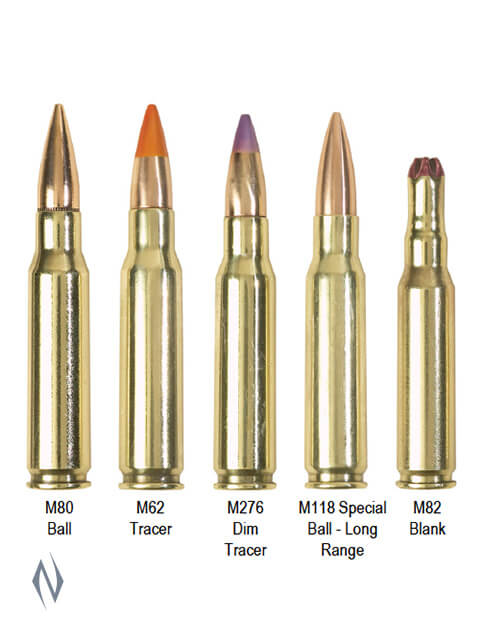 M80
Ball
M62
Tracer
M276
Dim
Tracer
M118 Special
Ball - Long
Range
M82
Blank